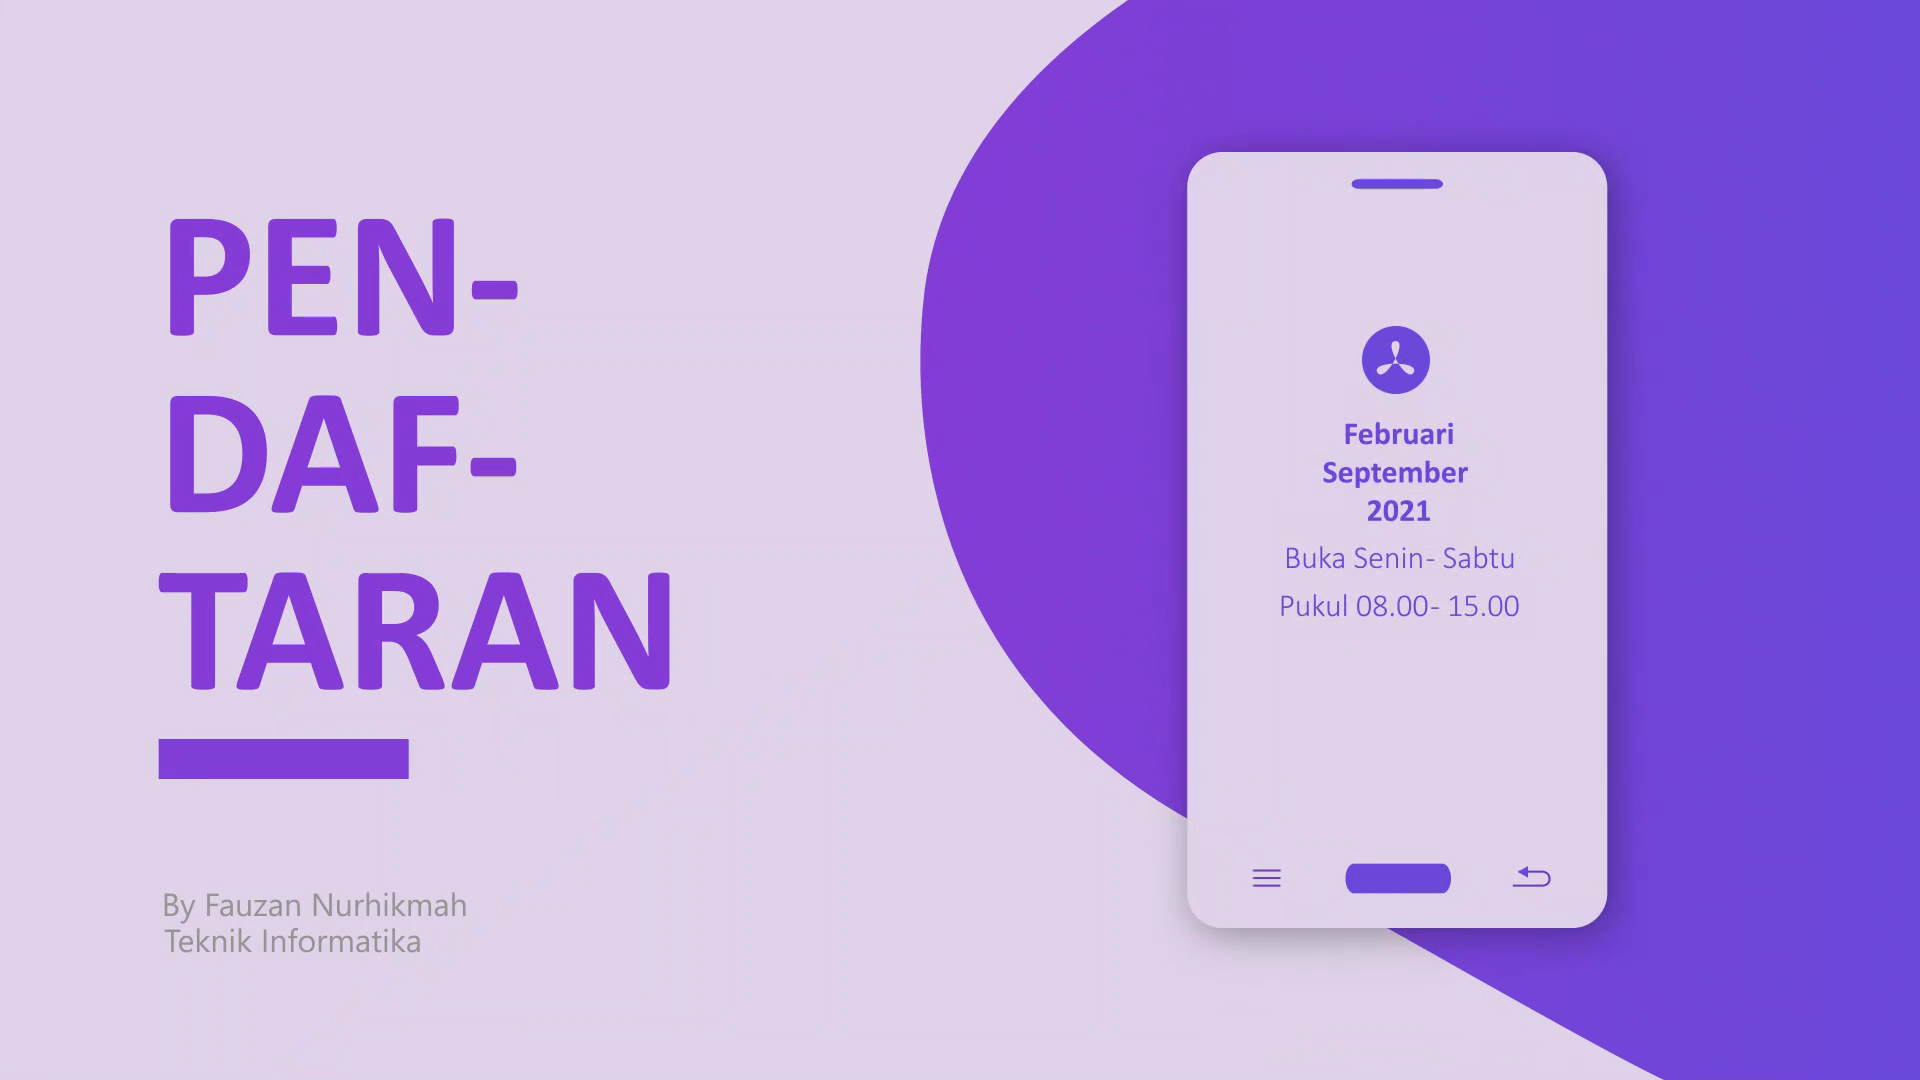 PEN-
DAF-
TARAN
By Fauzan Nurhikmah
Teknik Informatika
Februari
September
2021
Buka Senin- Sabtu
Pukul 08.00- 15.00